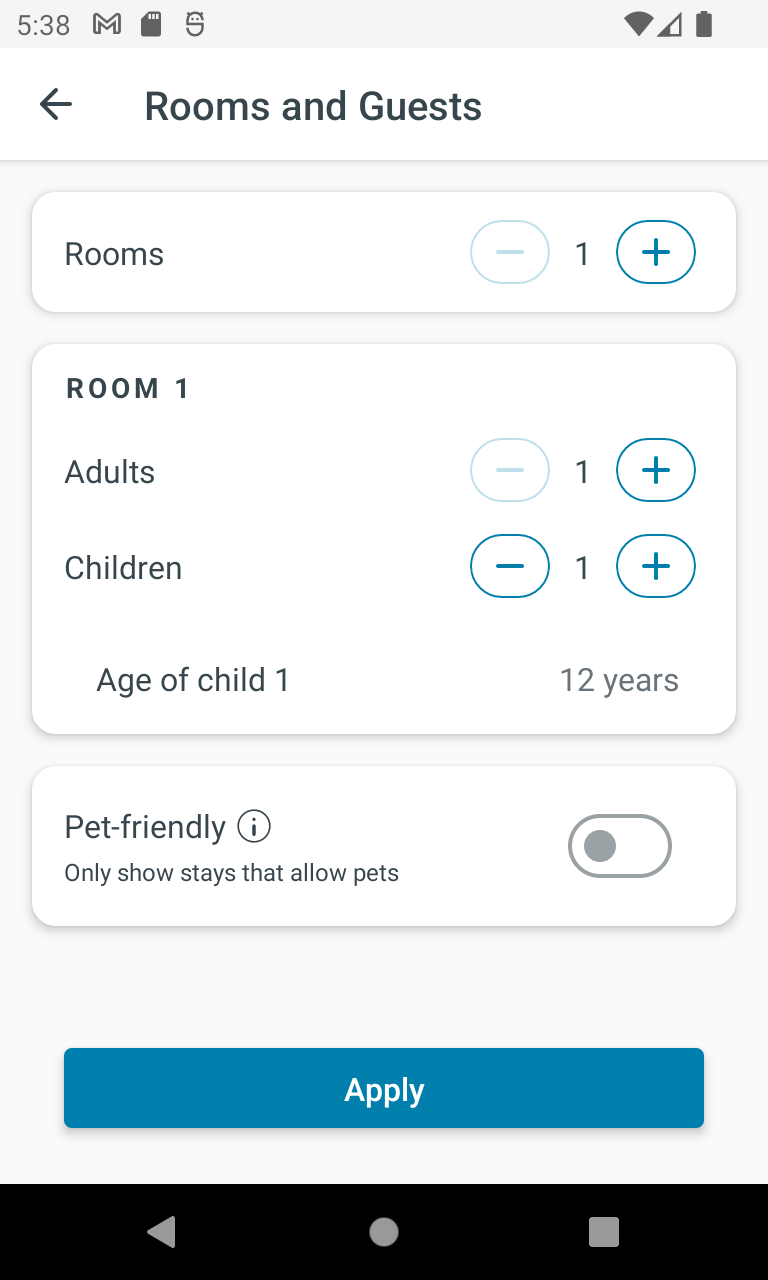 5:38
Rooms and Guests
Rooms 1
ROOM 1
Adults 1
Children 1
Age of child 1 12 years
Pet-friendly
Only show stays that allow pets
Apply